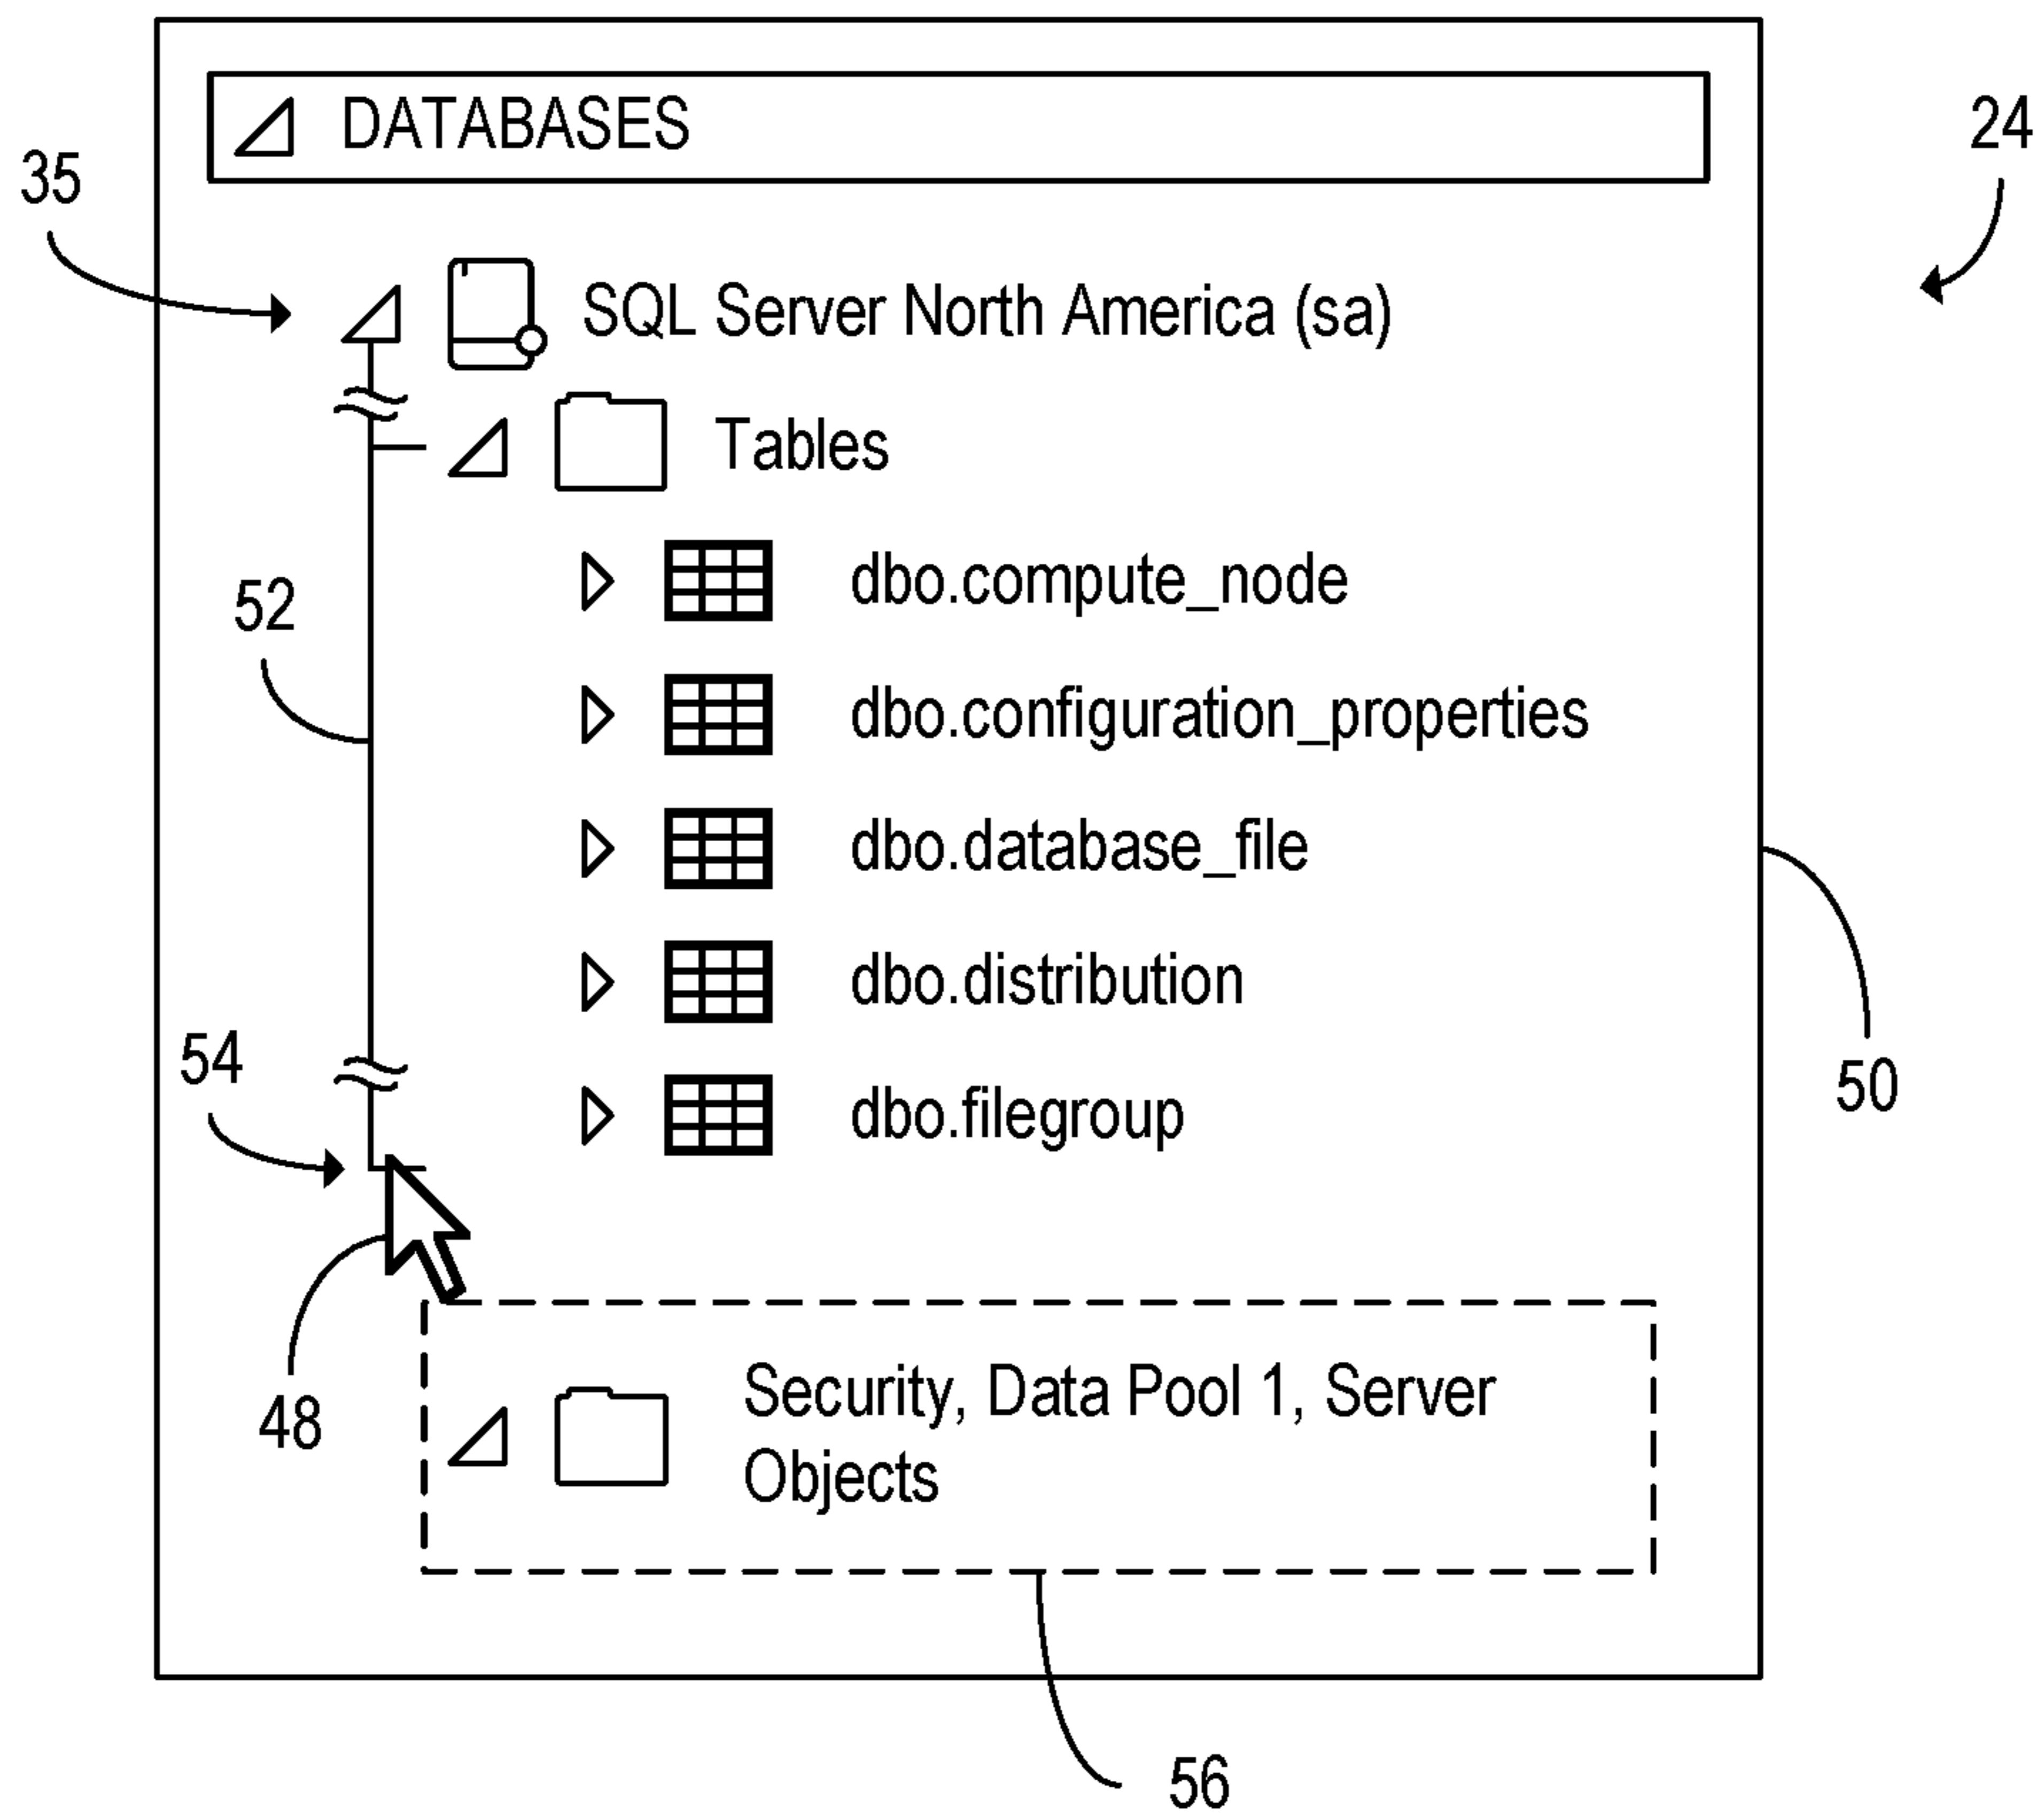 DATABASES
24
35
SQL Server North America (sa)
Tables
dbo.compute_node
52
dbo.configuration_properties
dbo.database_file
dbo.distribution
54
50
dbo.filegroup
48
Security, Data Pool 1, Server
Objects
56